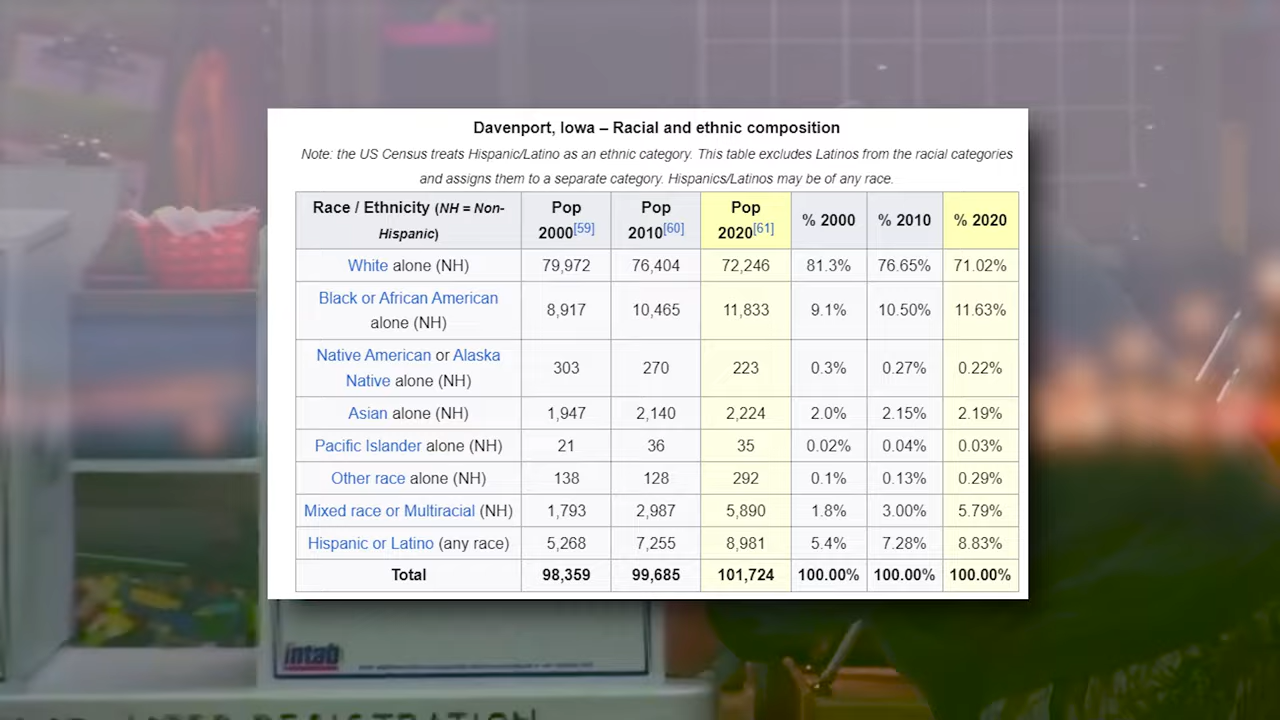 Davenport, Iowa – Racial and ethnic composition
Note: the US Census treats Hispanic/Latino as an ethnic category. This table excludes Latinos from the racial categories
and assigns them to a separate category. Hispanics/Latinos may be of any race.
Race / Ethnicity (NH = Non-Hispanic) Pop 2000[59] Pop 2010[60] Pop 2020[61] % 2000 % 2010 % 2020
White alone (NH) 79,972 76,404 72,246 81.3% 76.65% 71.02%
Black or African American alone (NH) 8,917 10,465 11,833 9.1% 10.50% 11.63%
Native American or Alaska Native alone (NH) 303 270 223 0.3% 0.27% 0.22%
Asian alone (NH) 1,947 2,140 2,224 2.0% 2.15% 2.19%
Pacific Islander alone (NH) 21 36 35 0.02% 0.04% 0.03%
Other race alone (NH) 138 128 292 0.1% 0.13% 0.29%
Mixed race or Multiracial (NH) 1,793 2,987 5,890 1.8% 3.00% 5.79%
Hispanic or Latino (any race) 5,268 7,255 8,981 5.4% 7.28% 8.83%
Total 98,359 99,685 101,724 100.00% 100.00% 100.00%
intab
REGISTRATION